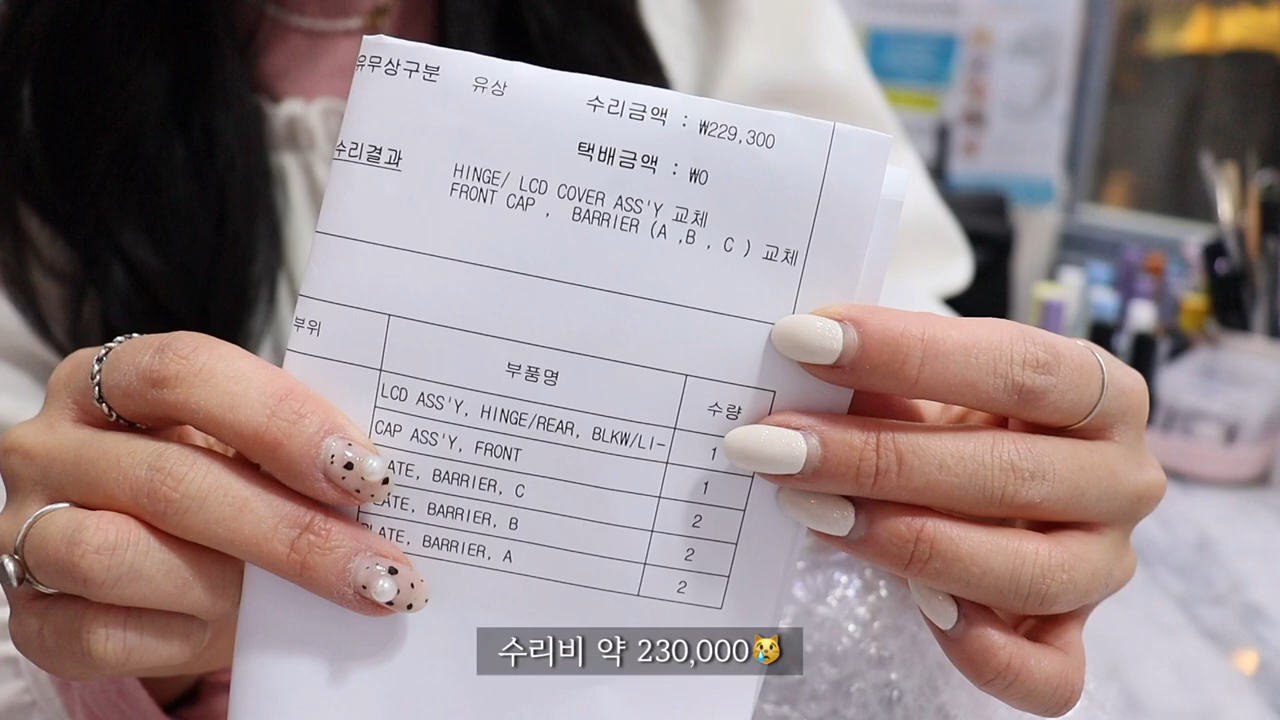 유무상구분 유상 수리금액 : ₩229,300
택배금액 : ₩0
수리결과 HINGE/ LCD COVER ASS'Y 교체
FRONT CAP , BARRIER (A ,B , C ) 교체
부위 부품명 수량
LCD ASS'Y, HINGE/REAR, BLKW/LI- 1
CAP ASS'Y, FRONT 1
ATE, BARRIER, C 2
LATE, BARRIER, B 2
PLATE, BARRIER, A 2
수리비 약 230,000😿